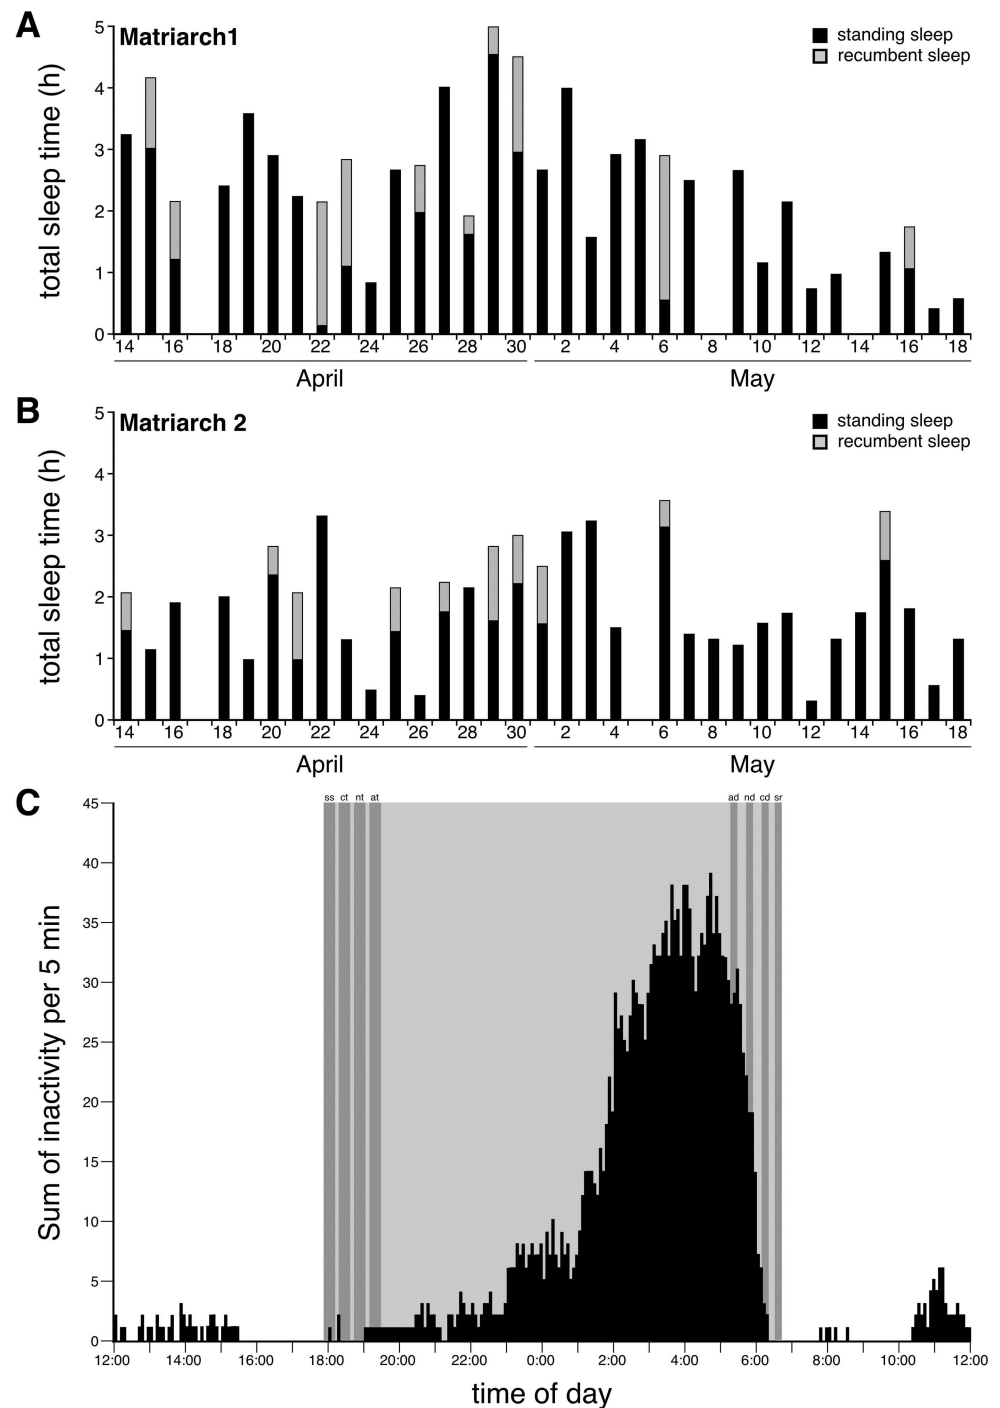 A
Matriarch1
standing sleep
recumbent sleep
total sleep time (h)
5
4
3
2
1
0
14 16 18 20 22 24 26 28 30 2 4 6 8 10 12 14 16 18
April May
B
Matriarch 2
standing sleep
recumbent sleep
total sleep time (h)
5
4
3
2
1
0
14 16 18 20 22 24 26 28 30 2 4 6 8 10 12 14 16 18
April May
C
ss ct nt at ad nd cd sr
Sum of inactivity per 5 min
45
40
35
30
25
20
15
10
5
0
12:00 14:00 16:00 18:00 20:00 22:00 0:00 2:00 4:00 6:00 8:00 10:00 12:00
time of day